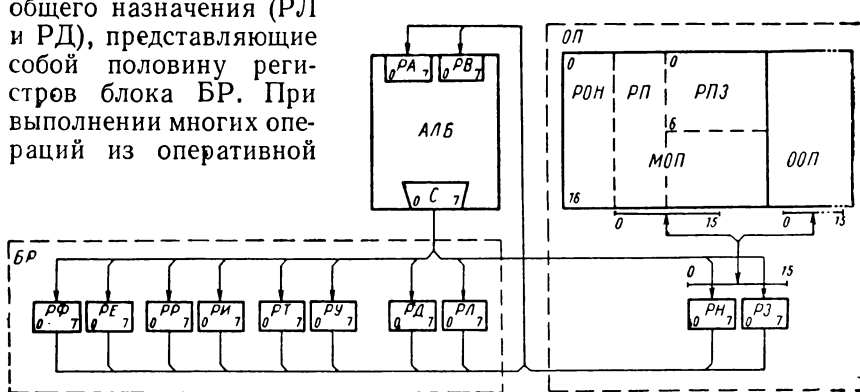 общего назначения (РЛ
и РД), представляющие
собой половину реги-
стров блока БР. При
выполнении многих опе-
раций из оперативной
РА РВ
0 7 0 7
АЛБ
С
0 7
ОП
0 0
РОН РП РПЗ
6
МОП ООП
16
0 15 0 15
БР
0 15
РФ РЕ РР РИ РТ РУ РД РЛ РН РЗ
0 7 0 7 0 7 0 7 0 7 0 7 0 7 0 7 0 7 0 7